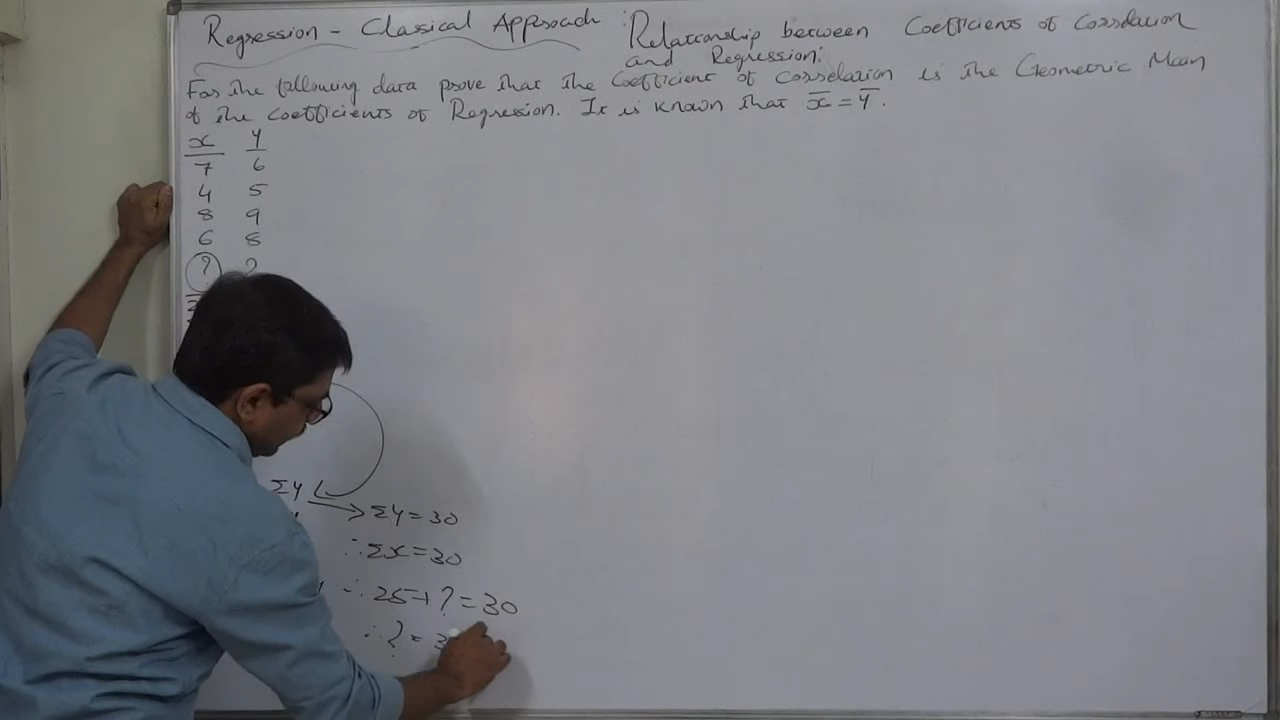 Regression - Classical Approach : Relationship between Coefficients of Correlation
and Regression:
For the following data prove that the Coefficient of correlation is the Geometric Mean
of the coefficients of Regression. It is known that x̄ = ȳ.
x y
7 6
4 5
8 9
6 8
? 2
Σy
Σy = 30
∴ Σx = 30
∴ 25 + ? = 30
∴ ? = 3